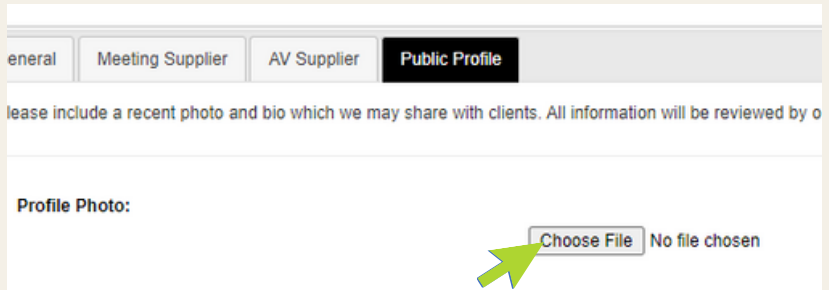 eneral Meeting Supplier AV Supplier Public Profile
lease include a recent photo and bio which we may share with clients. All information will be reviewed by o
Profile Photo:
Choose File No file chosen